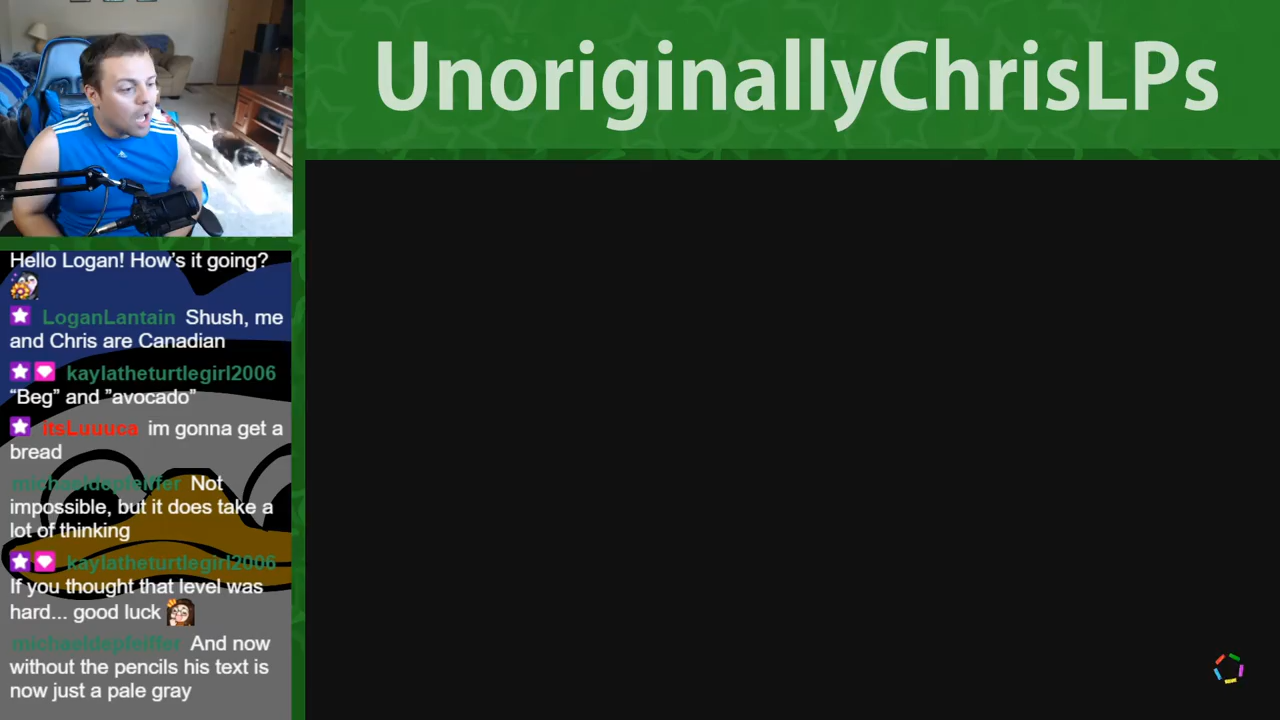 UnoriginallyChrisLPs
Hello Logan! How's it going?
LoganLantain Shush, me
and Chris are Canadian
kaylatheturtlegirl2006
“Beg” and ”avocado”
itsLuuuca im gonna get a
bread
michaeldepfeiffer Not
impossible, but it does take a
lot of thinking
kaylatheturtlegirl2006
If you thought that level was
hard... good luck
michaeldepfeiffer And now
without the pencils his text is
now just a pale gray